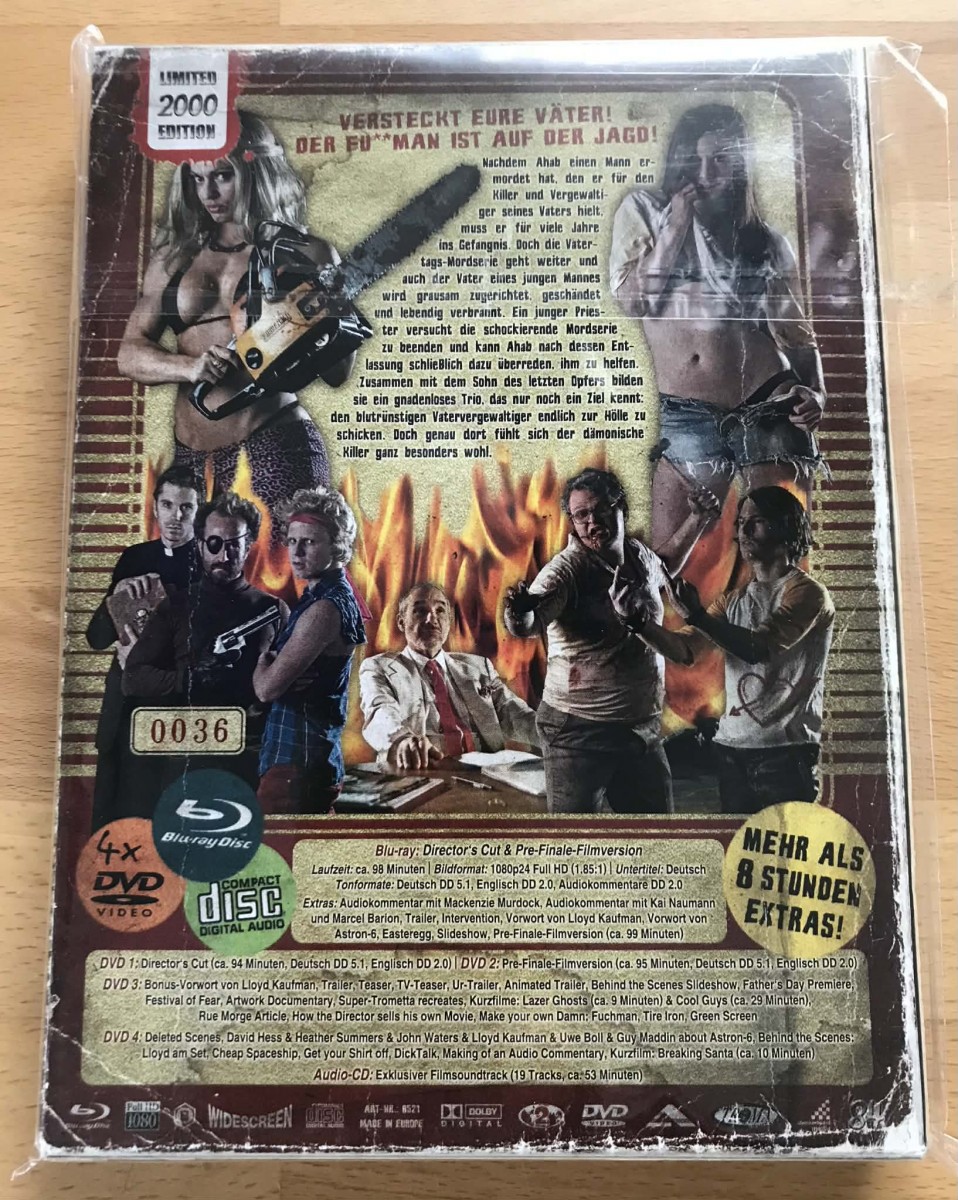 LIMITED
2000
EDITION
VERSTECKT EURE VÄTER!
DER FU**MAN IST AUF DER JAGD!
Nachdem Ahab einen Mann er-
mordet hat, den er für den
Killer und Vergewalti-
ger seines Vaters hielt,
muss er für viele Jahre
ins Gefängnis. Doch die Vater-
tags-Mordserie geht weiter und
auch der Vater eines jungen Mannes
wird grausam zugerichtet, geschändet
und lebendig verbrannt. Ein junger Pries-
ter versucht die schockierende Mordserie
zu beenden und kann Ahab nach dessen Ent-
lassung schließlich dazu überreden, ihm zu helfen.
Zusammen mit dem Sohn des letzten Opfers bilden
sie ein gnadenloses Trio, das nur noch ein Ziel kennt:
den blutrünstigen Vatervergewaltiger endlich zur Hölle zu
schicken. Doch genau dort fühlt sich der dämonische
Killer ganz besonders wohl.
0036
Blu-ray Disc
4x
DVD
VIDEO
COMPACT
disc
DIGITAL AUDIO
Blu-ray: Director's Cut & Pre-Finale-Filmversion
Laufzeit: ca. 98 Minuten | Bildformat: 1080p24 Full HD (1.85:1) | Untertitel: Deutsch
Tonformate: Deutsch DD 5.1, Englisch DD 2.0, Audiokommentare DD 2.0
Extras: Audiokommentar mit Mackenzie Murdock, Audiokommentar mit Kai Naumann
und Marcel Barion, Trailer, Intervention, Vorwort von Lloyd Kaufman, Vorwort von
Astron-6, Easteregg, Slideshow, Pre-Finale-Filmversion (ca. 99 Minuten)
MEHR ALS
8 STUNDEN
EXTRAS!
DVD 1: Director's Cut (ca. 94 Minuten, Deutsch DD 5.1, Englisch DD 2.0) | DVD 2: Pre-Finale-Filmversion (ca. 95 Minuten, Deutsch DD 5.1, Englisch DD 2.0)
DVD 3: Bonus-Vorwort von Lloyd Kaufman, Trailer, Teaser, TV-Teaser, Ur-Trailer, Animated Trailer, Behind the Scenes Slideshow, Father's Day Premiere,
Festival of Fear, Artwork Documentary, Super-Trometta recreates, Kurzfilme: Lazer Ghosts (ca. 9 Minuten) & Cool Guys (ca. 29 Minuten),
Rue Morge Article, How the Director sells his own Movie, Make your own Damn: Fuchman, Tire Iron, Green Screen
DVD 4: Deleted Scenes, David Hess & Heather Summers & John Waters & Lloyd Kaufman & Uwe Boll & Guy Maddin about Astron-6, Behind the Scenes:
Lloyd am Set, Cheap Spaceship, Get your Shirt off, DickTalk, Making of an Audio Commentary, Kurzfilm: Breaking Santa (ca. 10 Minuten)
Audio-CD: Exklusiver Filmsoundtrack (19 Tracks, ca. 53 Minuten)
Blu-ray Disc Full HD 1080 B WIDESCREEN disc ART-NR.: 6521 MADE IN EUROPE DOLBY DIGITAL 2 DVD VIDEO